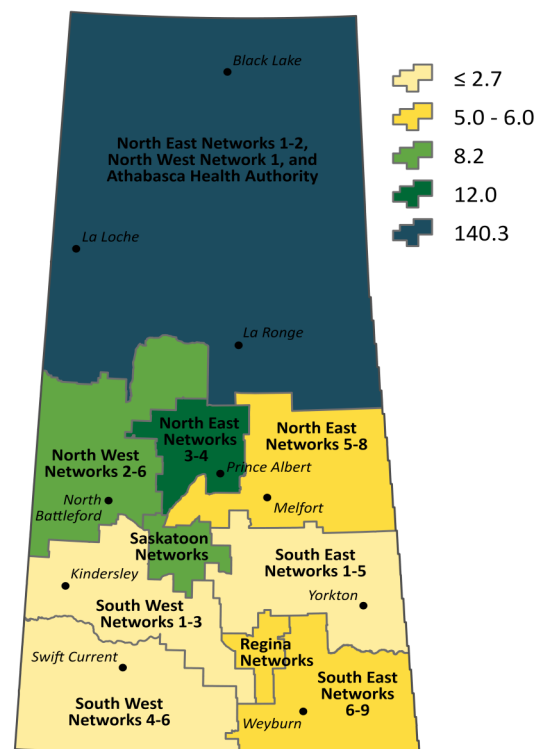 Black Lake
North East Networks 1-2,
North West Network 1, and
Athabasca Health Authority
La Loche
La Ronge
≤ 2.7
5.0 - 6.0
8.2
12.0
140.3
North East
Networks
3-4
Prince Albert
North East
Networks 5-8
Melfort
North West
Networks 2-6
North
Battleford
Saskatoon
Networks
South East
Networks 1-5
Yorkton
Kindersley
South West
Networks 1-3
Swift Current
Regina
Networks
South West
Networks 4-6
South East
Networks
6-9
Weyburn